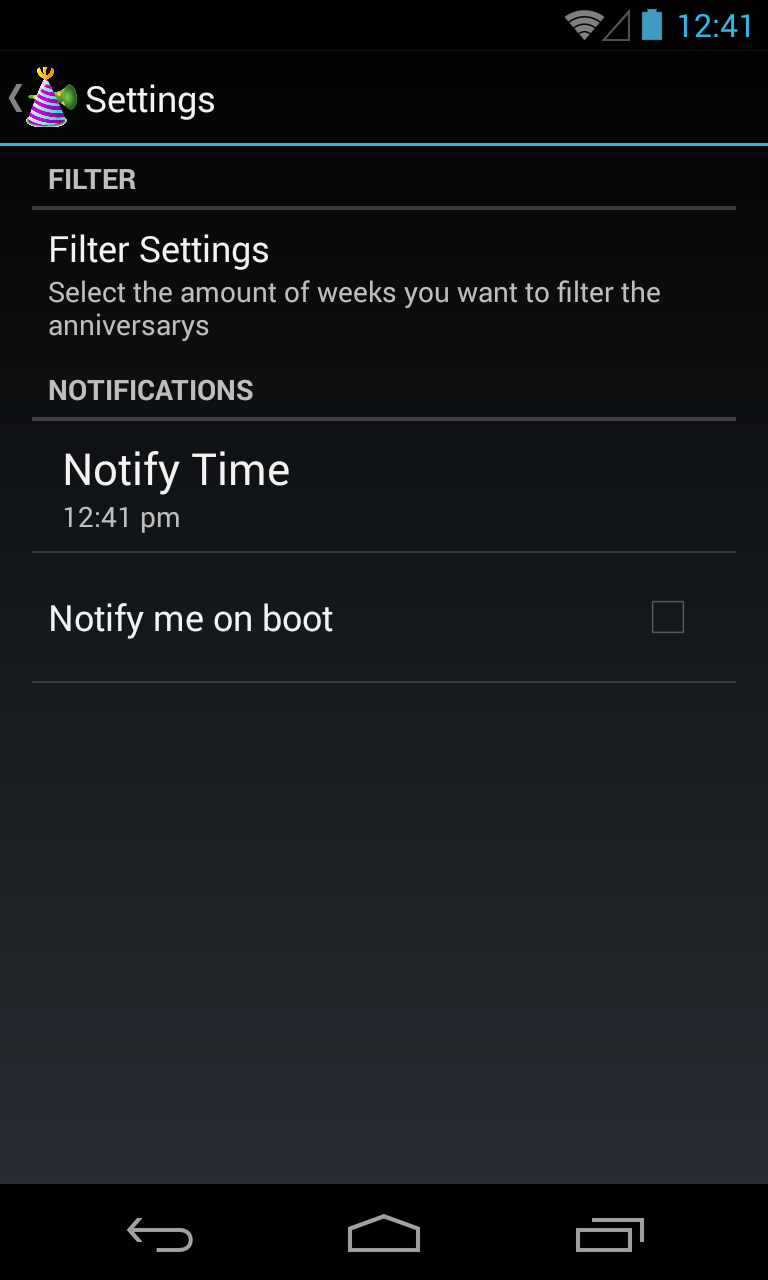 12:41
Settings
FILTER
Filter Settings
Select the amount of weeks you want to filter the
anniversarys
NOTIFICATIONS
Notify Time
12:41 pm
Notify me on boot